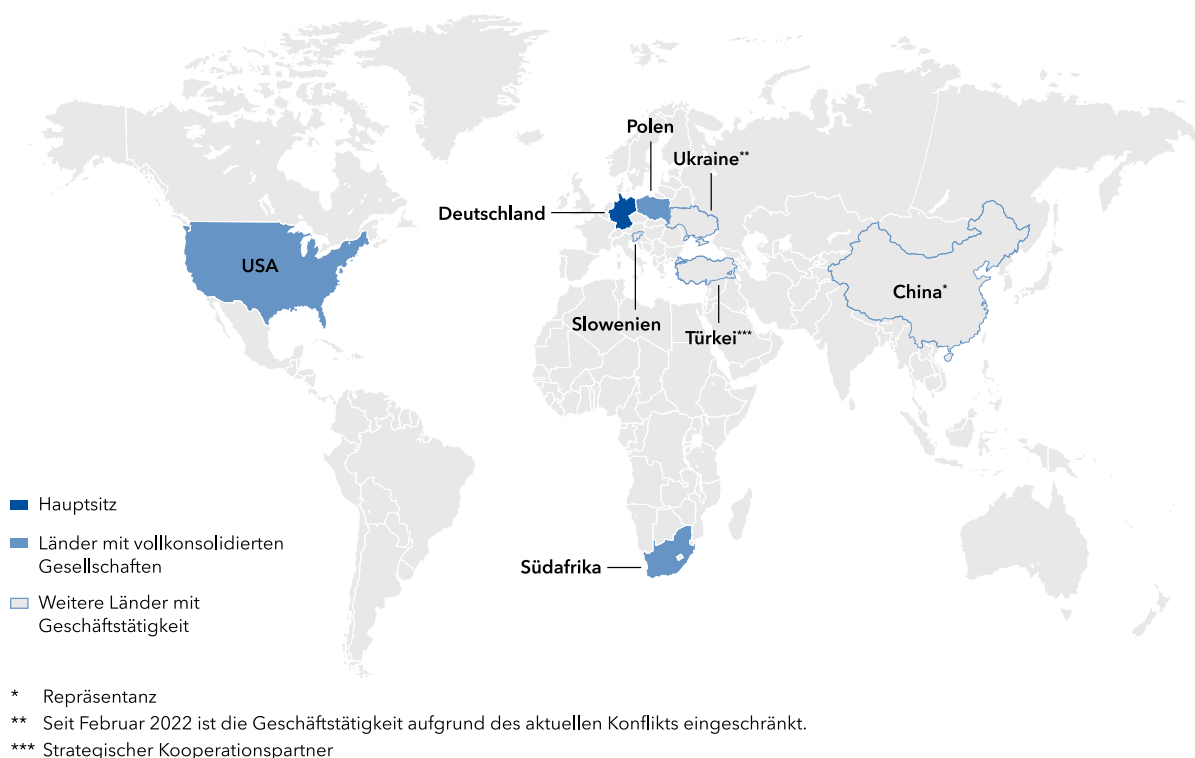 Polen
Ukraine**
Deutschland
USA
China*
Slowenien
Türkei***
Hauptsitz
Länder mit vollkonsolidierten
Gesellschaften
Südafrika
Weitere Länder mit
Geschäftstätigkeit
* Repräsentanz
** Seit Februar 2022 ist die Geschäftstätigkeit aufgrund des aktuellen Konflikts eingeschränkt.
*** Strategischer Kooperationspartner